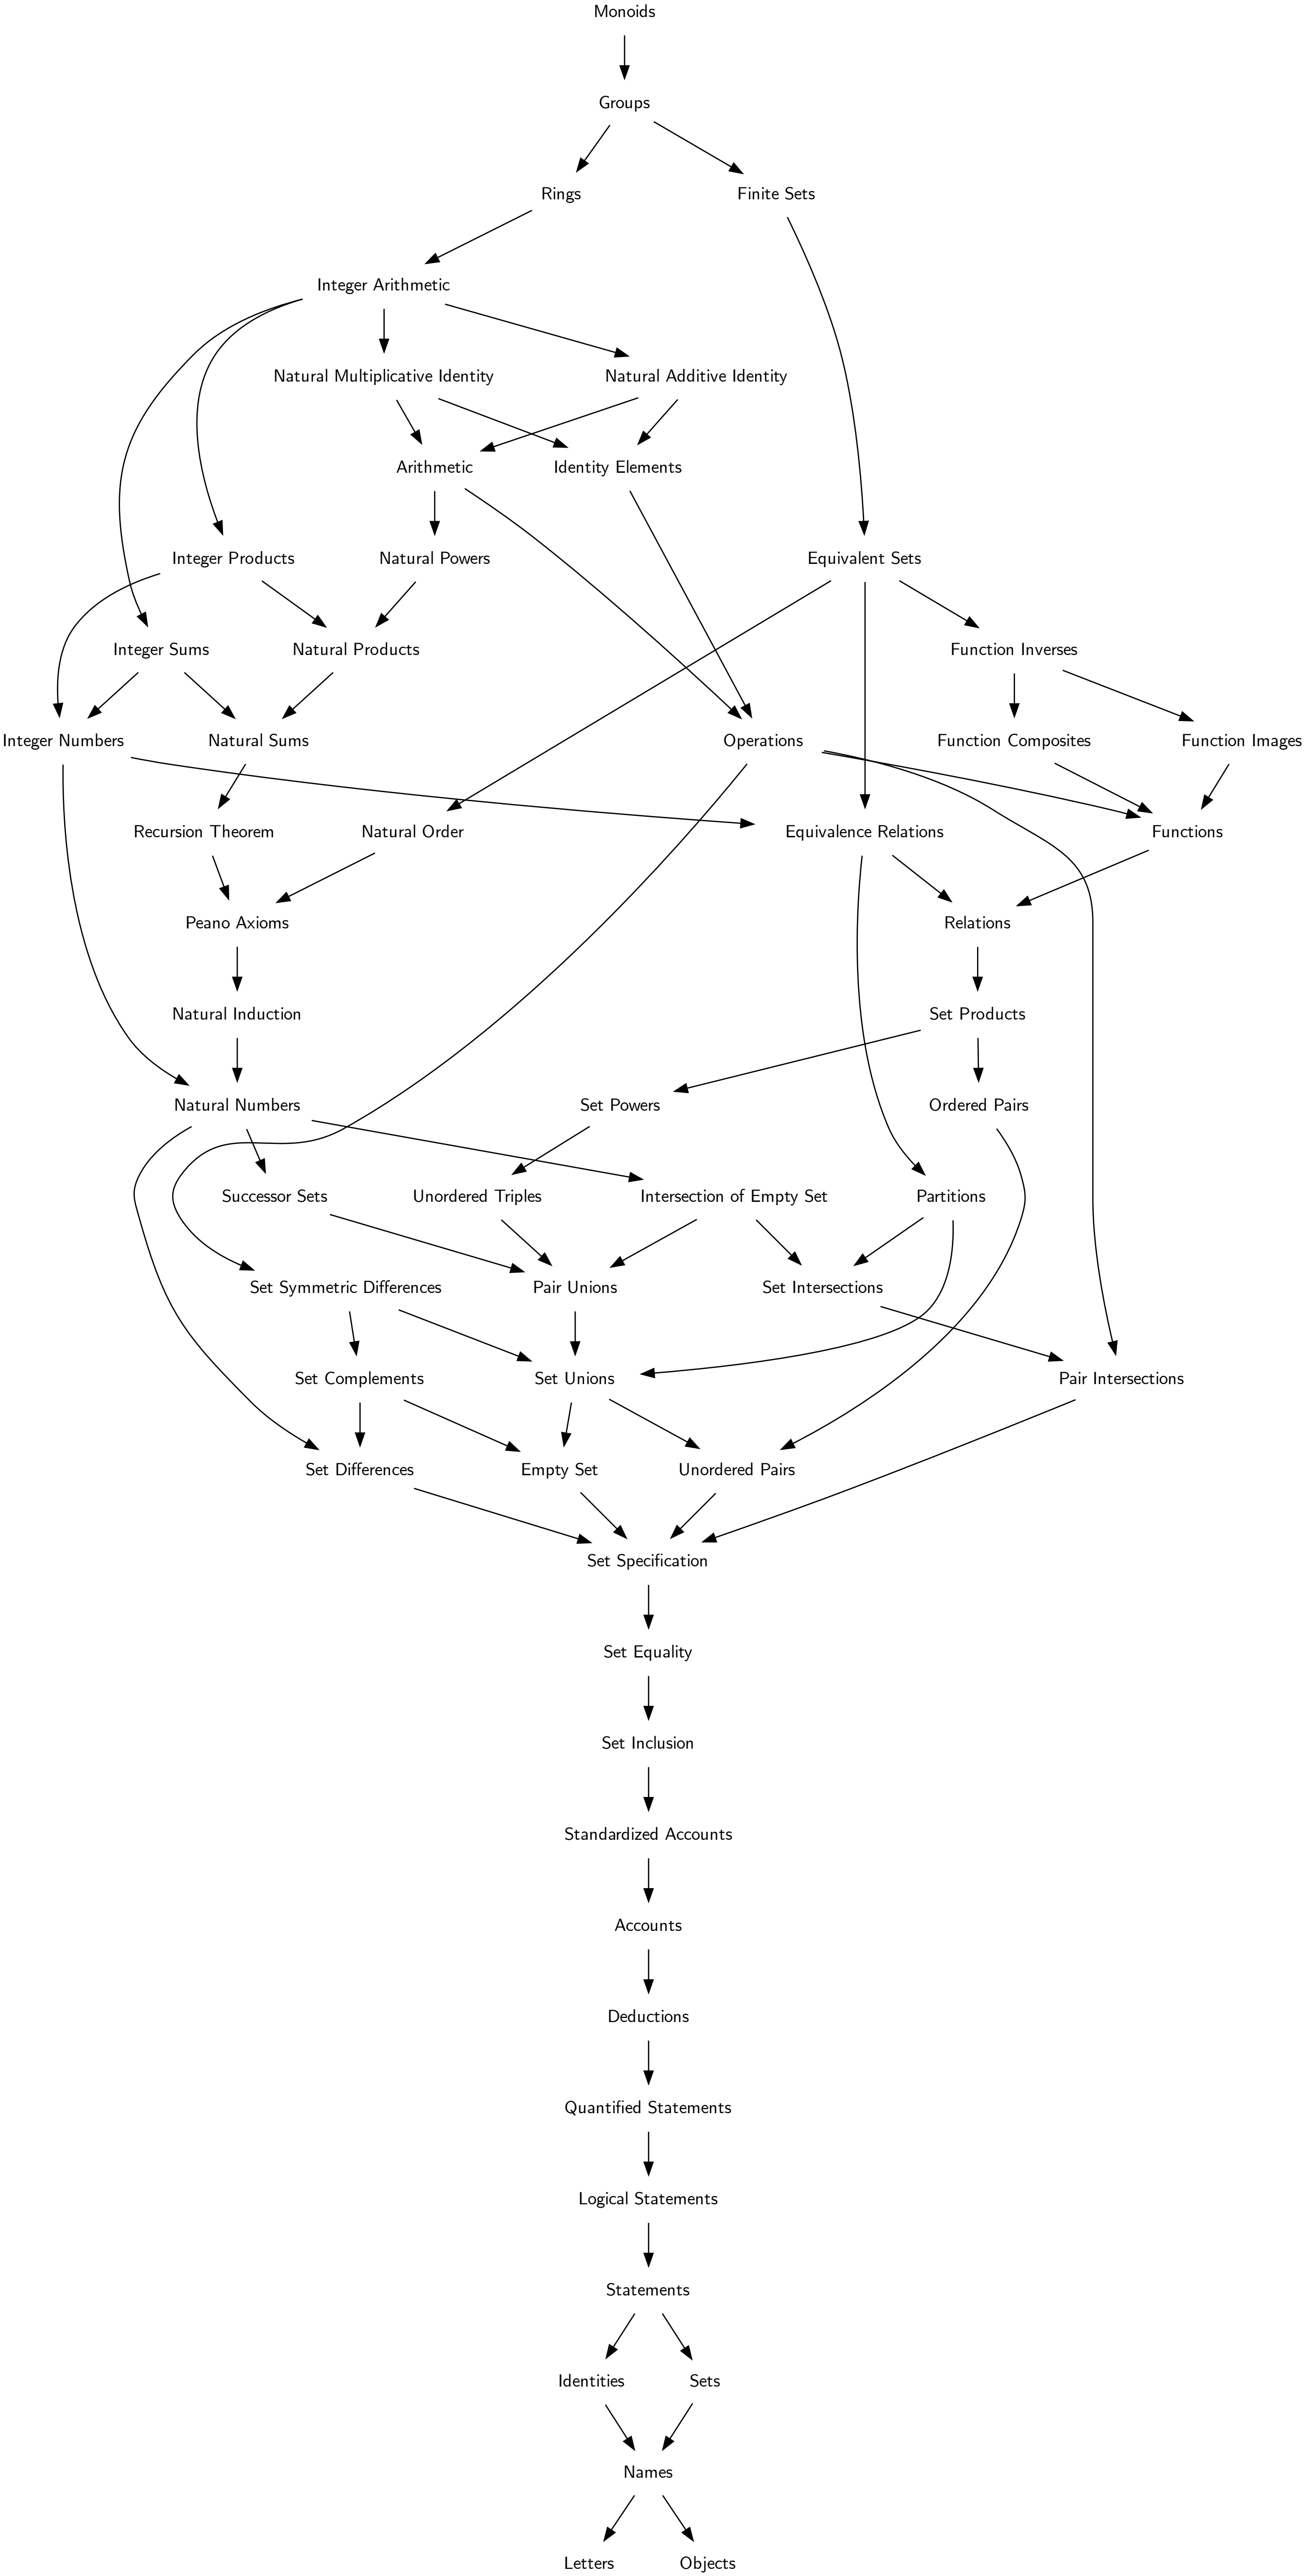 Monoids
Groups
Rings
Finite Sets
Integer Arithmetic
Natural Multiplicative Identity
Natural Additive Identity
Arithmetic
Identity Elements
Integer Products
Natural Powers
Equivalent Sets
Integer Sums
Natural Products
Function Inverses
Integer Numbers
Natural Sums
Operations
Function Composites
Function Images
Recursion Theorem
Natural Order
Equivalence Relations
Functions
Peano Axioms
Relations
Natural Induction
Set Products
Natural Numbers
Set Powers
Ordered Pairs
Successor Sets
Unordered Triples
Intersection of Empty Set
Partitions
Set Symmetric Differences
Pair Unions
Set Intersections
Set Complements
Set Unions
Pair Intersections
Set Differences
Empty Set
Unordered Pairs
Set Specification
Set Equality
Set Inclusion
Standardized Accounts
Accounts
Deductions
Quantified Statements
Logical Statements
Statements
Identities
Sets
Names
Letters
Objects